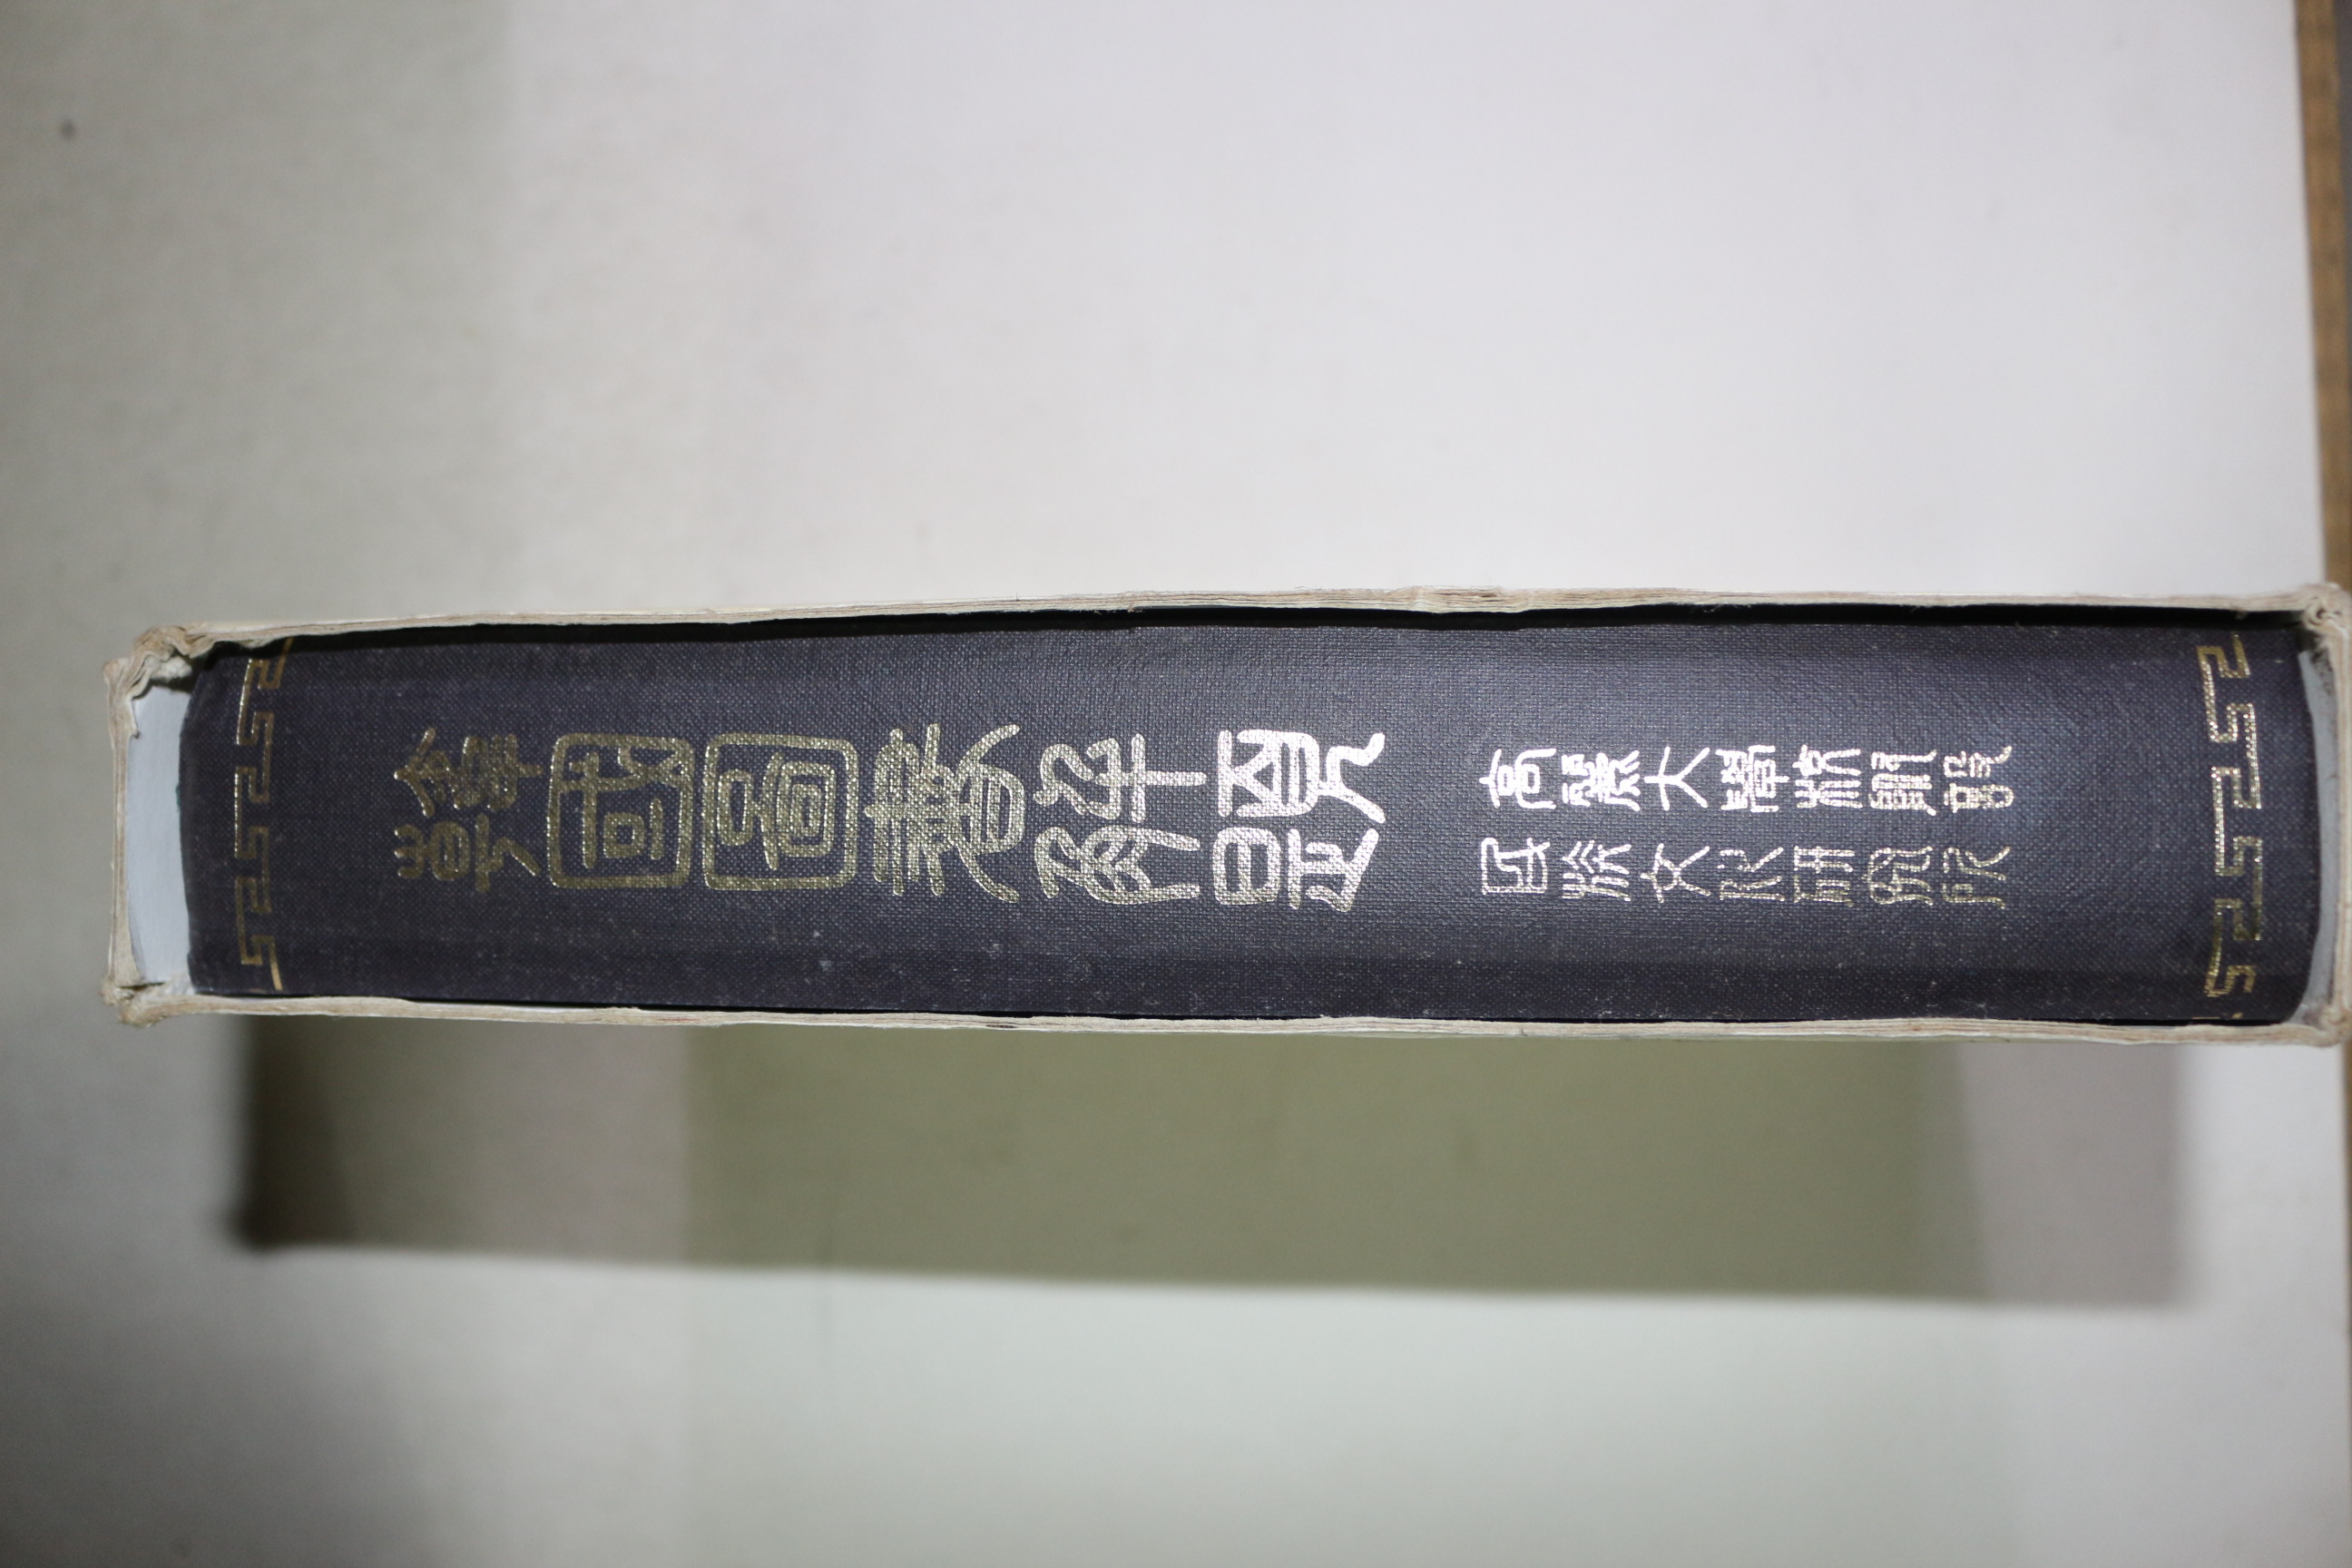 韓國圖書解題
高麗大學校附設
民族文化硏究所